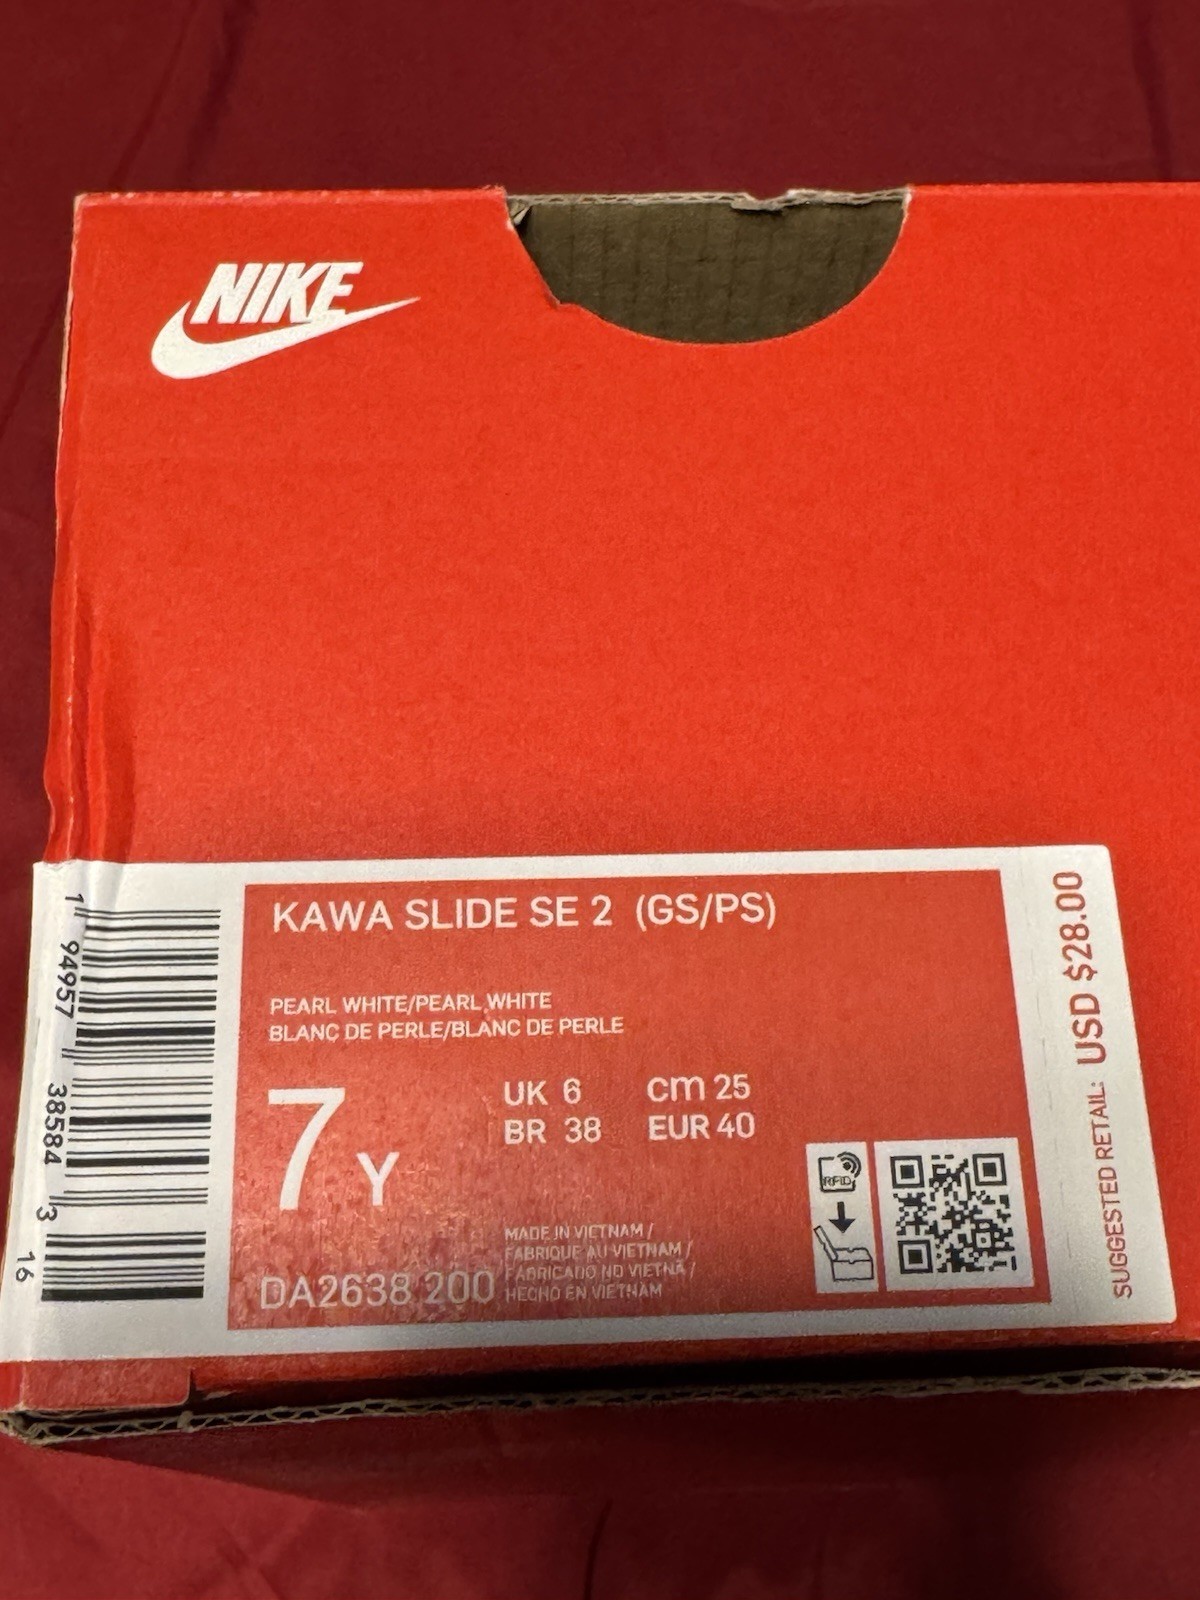 NIKE
KAWA SLIDE SE 2 (GS/PS)
PEARL WHITE/PEARL WHITE
BLANC DE PERLE/BLANC DE PERLE
7Y
UK 6 cm 25
BR 38 EUR 40
MADE IN VIETNAM /
FABRIQUE AU VIETNAM /
FABRICADO NO VIETNÃ /
HECHO EN VIETNAM
DA2638 200
RFID
SUGGESTED RETAIL: USD $28.00
1 94957 38584 3 16